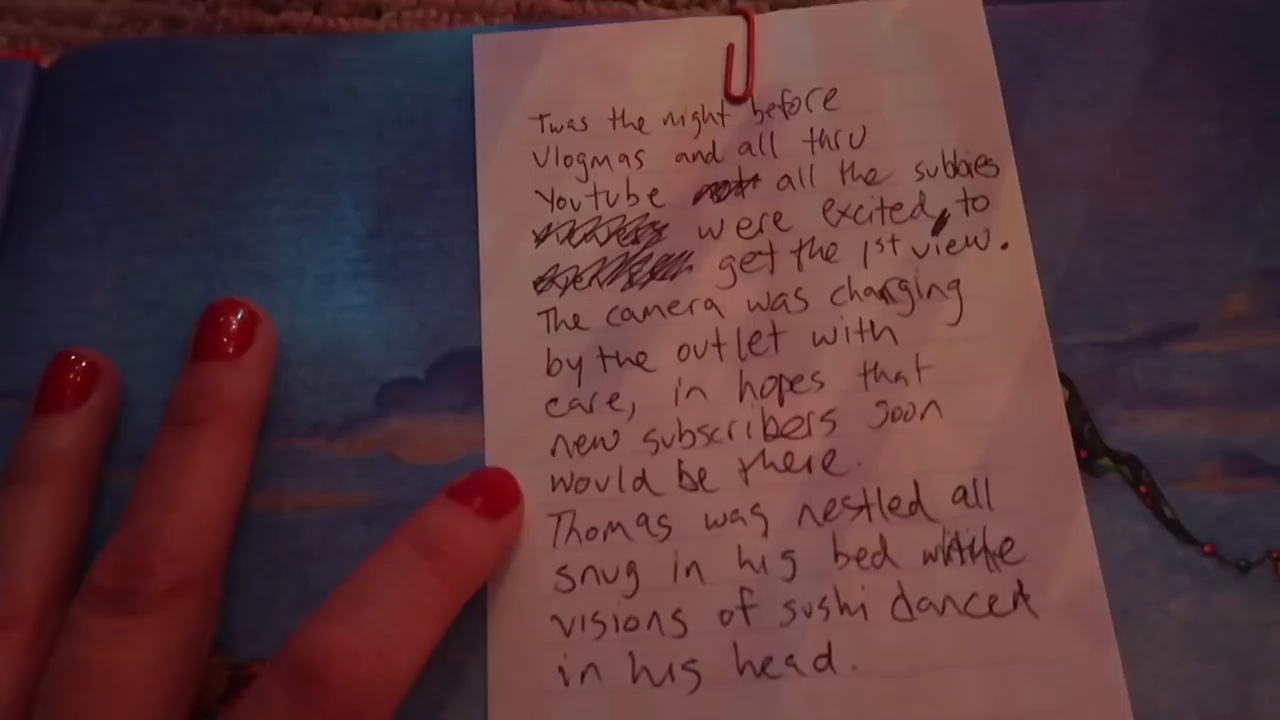 Twas the night before
Vlogmas and all thru
Youtube all the subbies
were excited, to
get the 1st view.
The camera was charging
by the outlet with
care, in hopes that
new subscribers soon
would be there.
Thomas was nestled all
snug in his bed while
visions of sushi danced
in his head.